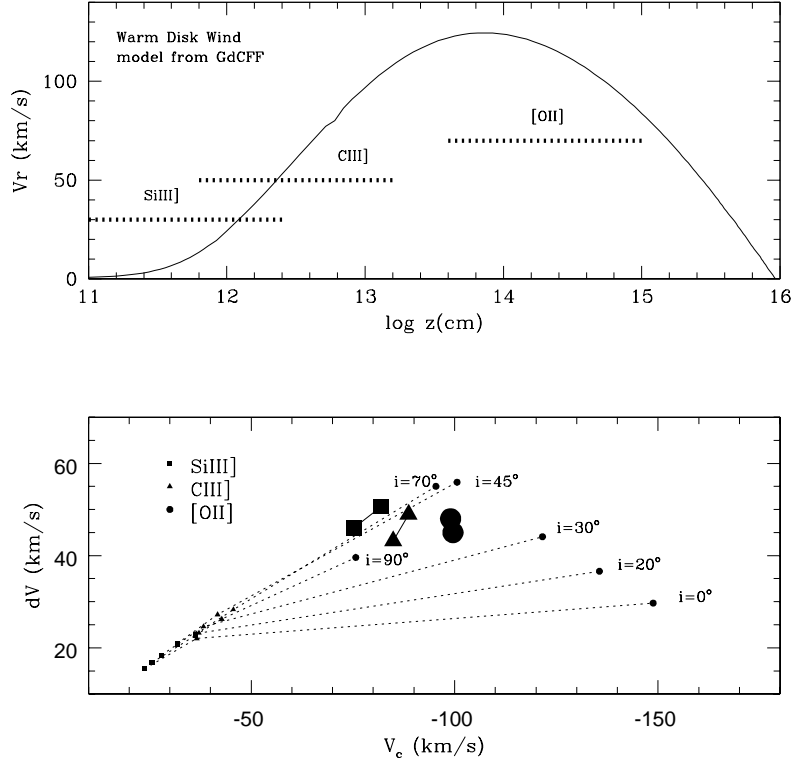 Warm Disk Wind
model from GdCFF
[OII]
CIII]
SiIII]
Vr (km/s)
100
50
0
11 12 13 14 15 16
log z(cm)
SiIII]
CIII]
[OII]
i=70°
i=45°
i=30°
i=90°
i=20°
i=0°
dV (km/s)
60
40
20
-50 -100 -150
V_c (km/s)